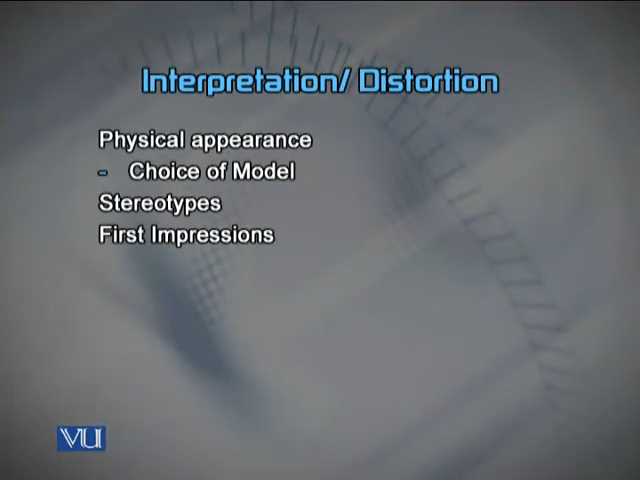 Interpretation/ Distortion
Physical appearance
- Choice of Model
Stereotypes
First Impressions
VU